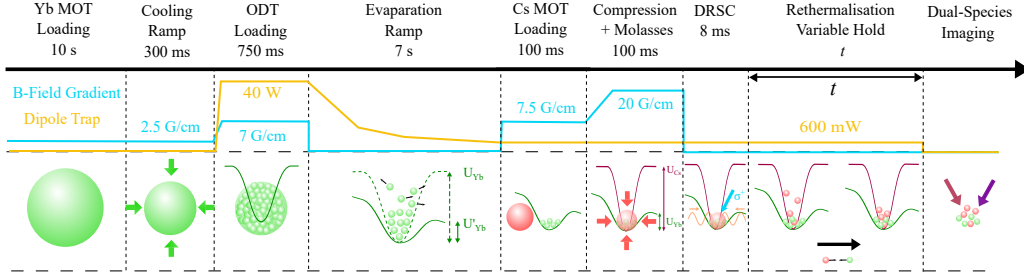 Yb MOT
Loading
10 s
Cooling
Ramp
300 ms
ODT
Loading
750 ms
Evaporation
Ramp
7 s
Cs MOT
Loading
100 ms
Compression
+ Molasses
100 ms
DRSC
8 ms
Rethermalisation
Variable Hold
t
Dual-Species
Imaging
B-Field Gradient
Dipole Trap
2.5 G/cm
40 W
7 G/cm
7.5 G/cm
20 G/cm
t
600 mW
U_Yb
U'_Yb
U_Cs
U_Yb
σ⁺